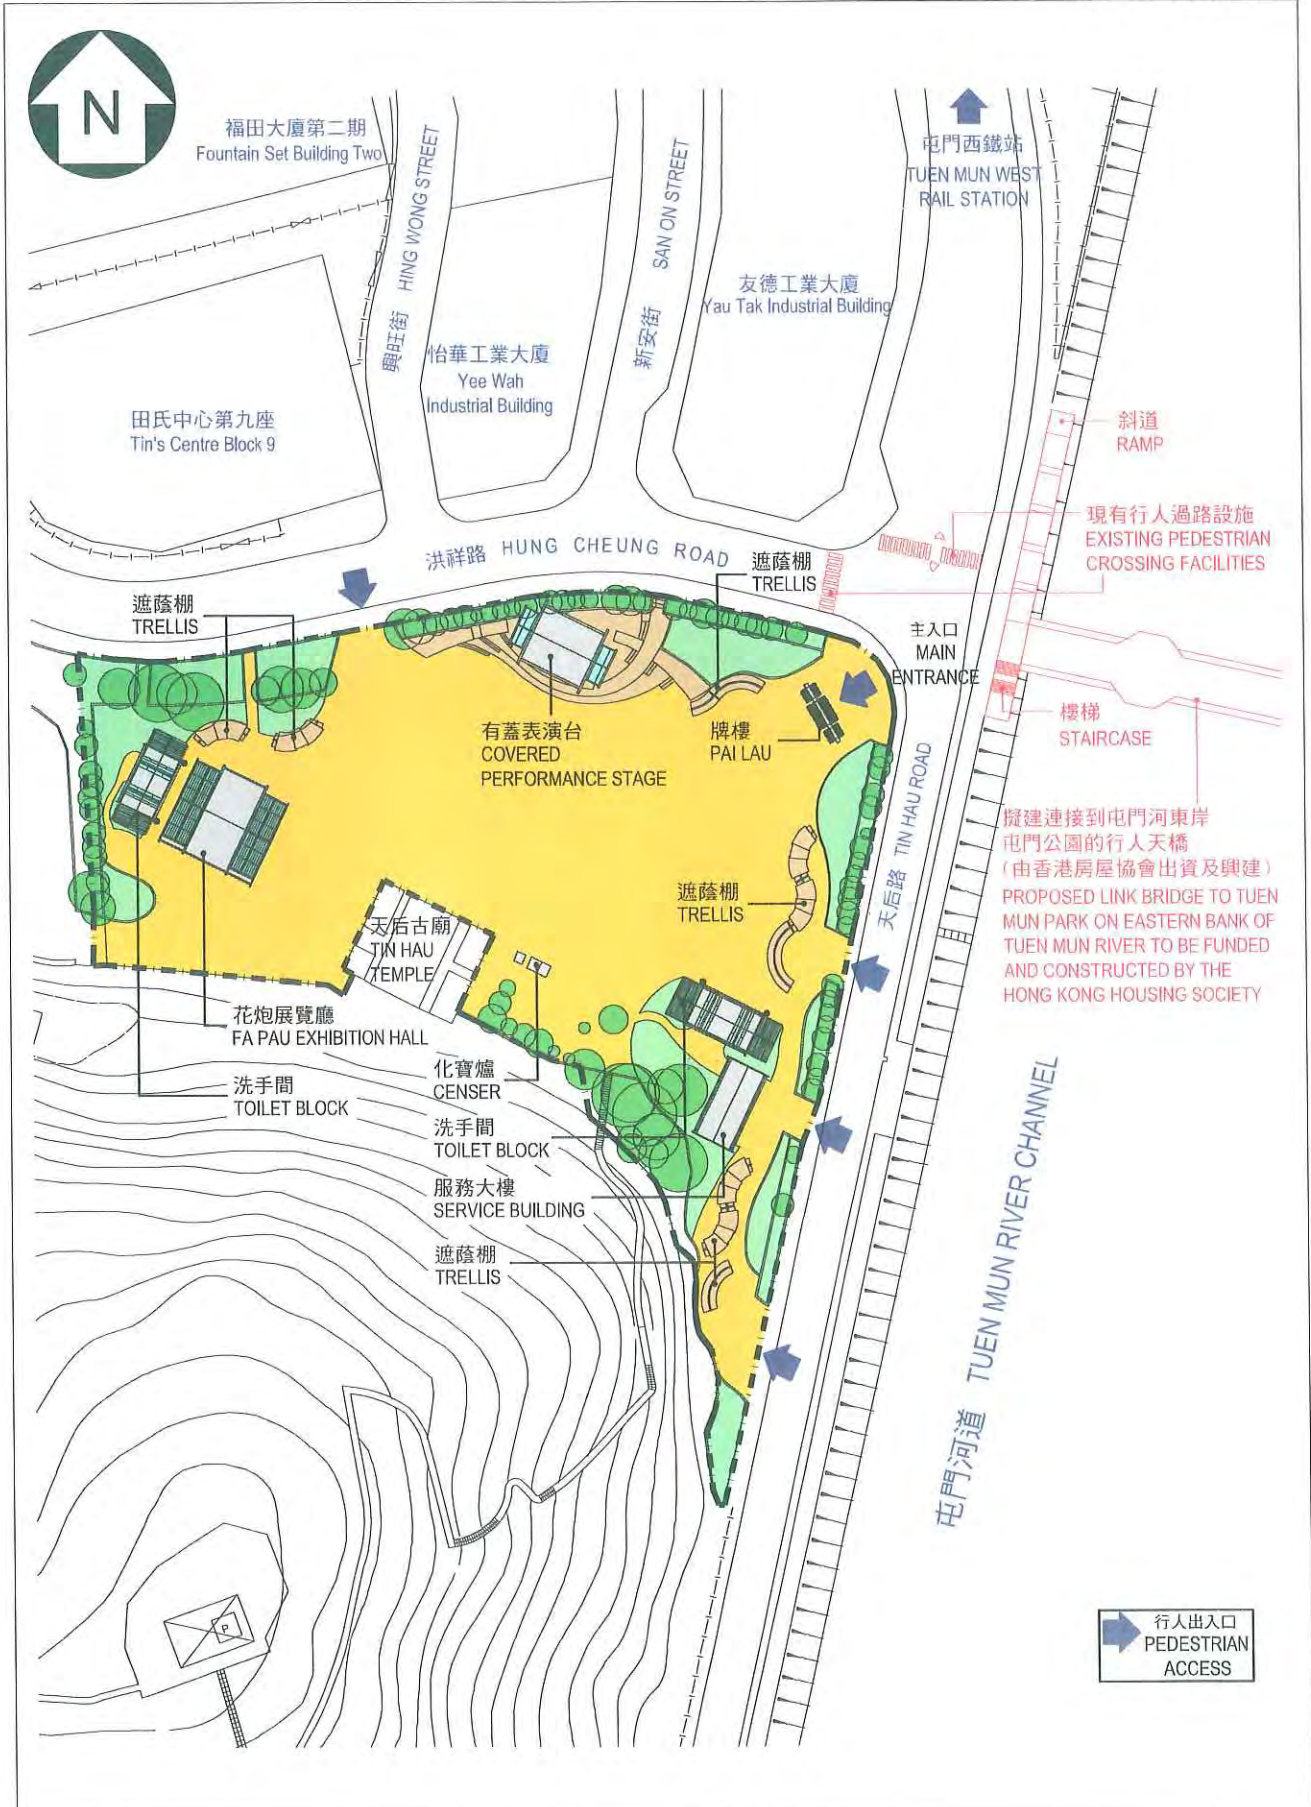 N
福田大廈第二期
Fountain Set Building Two
興旺街 HING WONG STREET
新安街 SAN ON STREET
屯門西鐵站
TUEN MUN WEST
RAIL STATION
友德工業大廈
Yau Tak Industrial Building
怡華工業大廈
Yee Wah
Industrial Building
田氏中心第九座
Tin's Centre Block 9
斜道
RAMP
現有行人過路設施
EXISTING PEDESTRIAN
CROSSING FACILITIES
洪祥路 HUNG CHEUNG ROAD
遮蔭棚
TRELLIS
遮蔭棚
TRELLIS
主入口
MAIN
ENTRANCE
有蓋表演台
COVERED
PERFORMANCE STAGE
牌樓
PAI LAU
樓梯
STAIRCASE
天后路 TIN HAU ROAD
擬建連接到屯門河東岸
屯門公園的行人天橋
(由香港房屋協會出資及興建)
PROPOSED LINK BRIDGE TO TUEN
MUN PARK ON EASTERN BANK OF
TUEN MUN RIVER TO BE FUNDED
AND CONSTRUCTED BY THE
HONG KONG HOUSING SOCIETY
遮蔭棚
TRELLIS
天后古廟
TIN HAU
TEMPLE
花炮展覽廳
FA PAU EXHIBITION HALL
洗手間
TOILET BLOCK
化寶爐
CENSER
洗手間
TOILET BLOCK
服務大樓
SERVICE BUILDING
遮蔭棚
TRELLIS
屯門河道 TUEN MUN RIVER CHANNEL
P
行人出入口
PEDESTRIAN
ACCESS